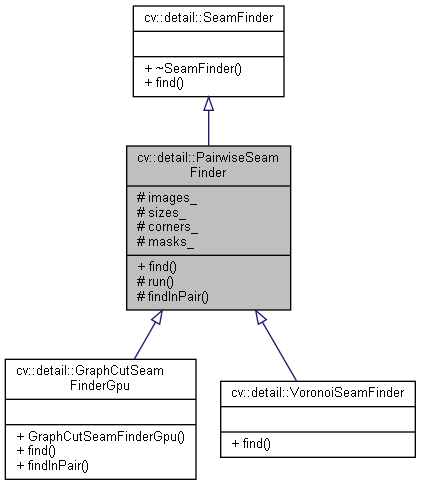 cv::detail::SeamFinder
+ ~SeamFinder()
+ find()
cv::detail::PairwiseSeam
Finder
# images_
# sizes_
# corners_
# masks_
+ find()
# run()
# findInPair()
cv::detail::GraphCutSeam
FinderGpu
+ GraphCutSeamFinderGpu()
+ find()
+ findInPair()
cv::detail::VoronoiSeamFinder
+ find()